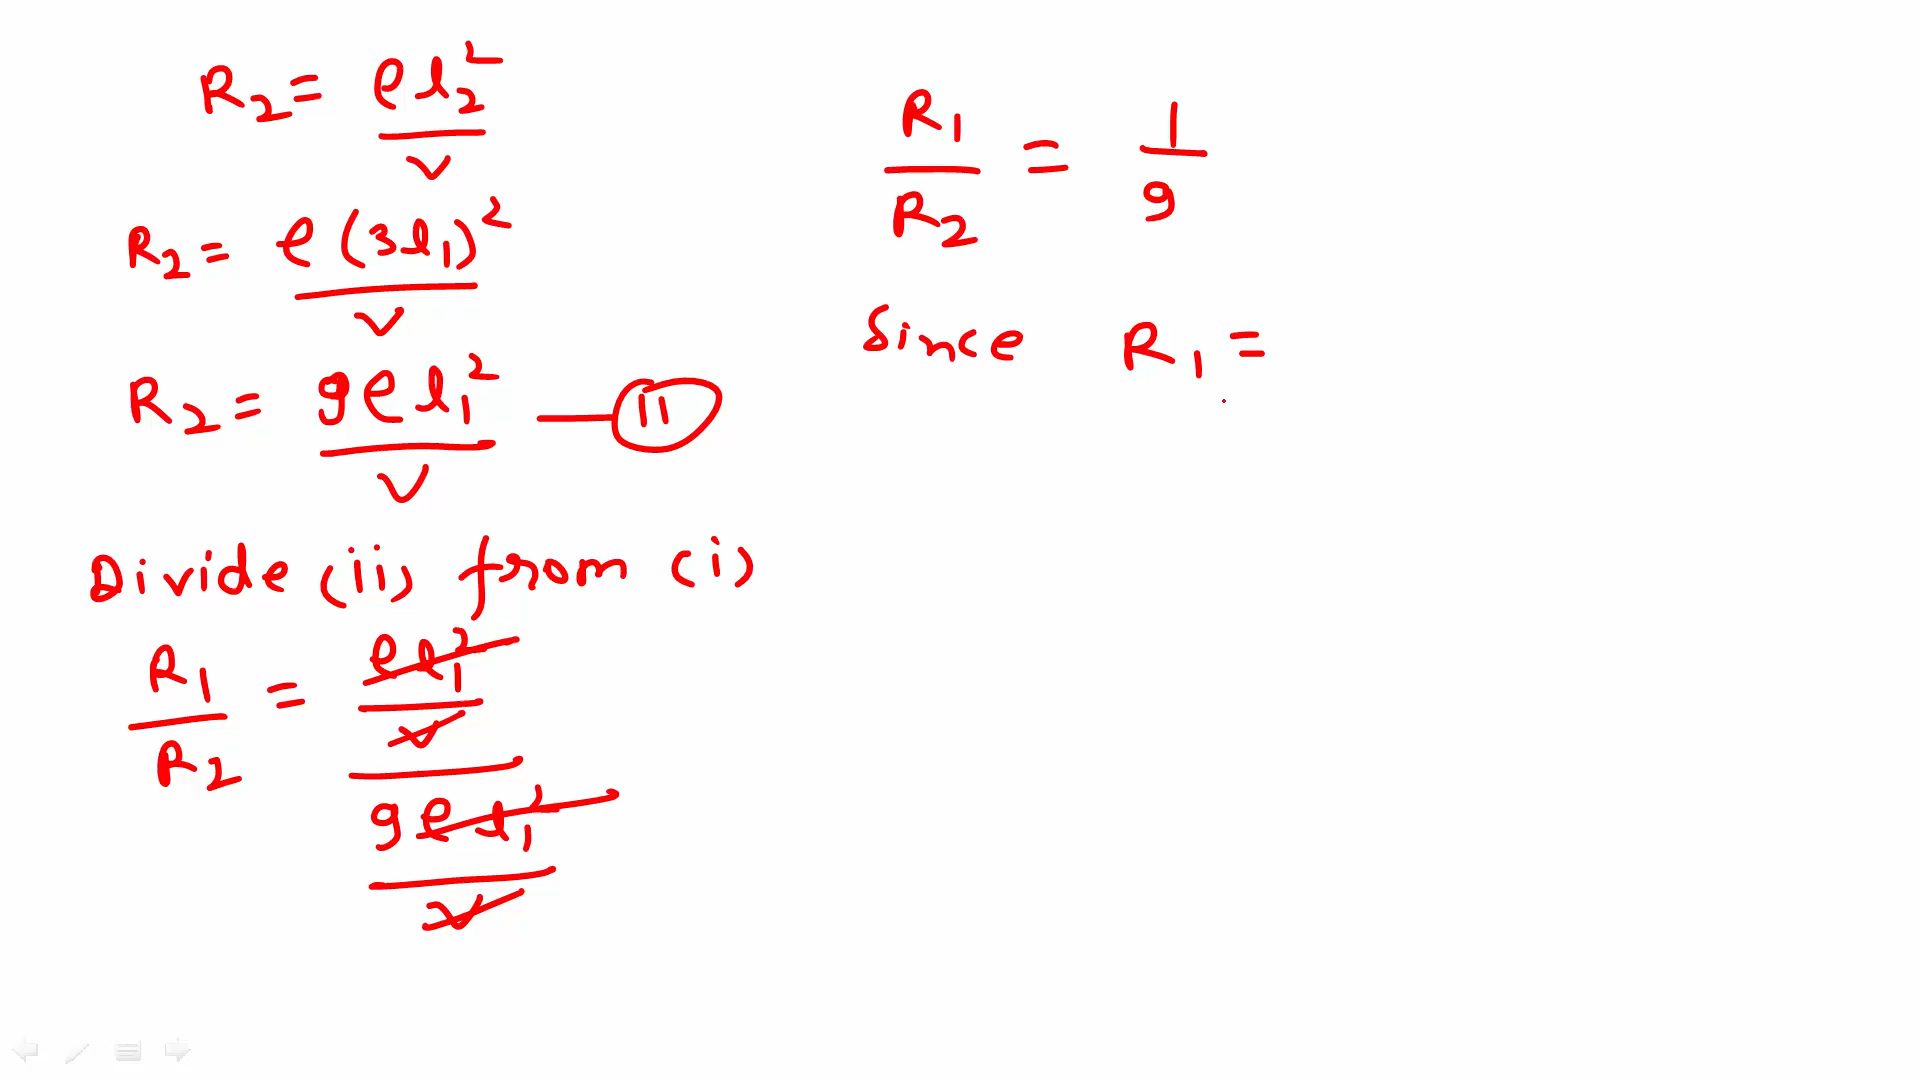 R₂ = ρl₂²/V
R₂ = ρ(3l₁)²/V
R₂ = 9ρl₁²/V — (II)
Divide (ii) from (i)
R₁/R₂ = (ρl₁²/V)/(9ρl₁²/V)
R₁/R₂ = 1/9
Since R₁ =